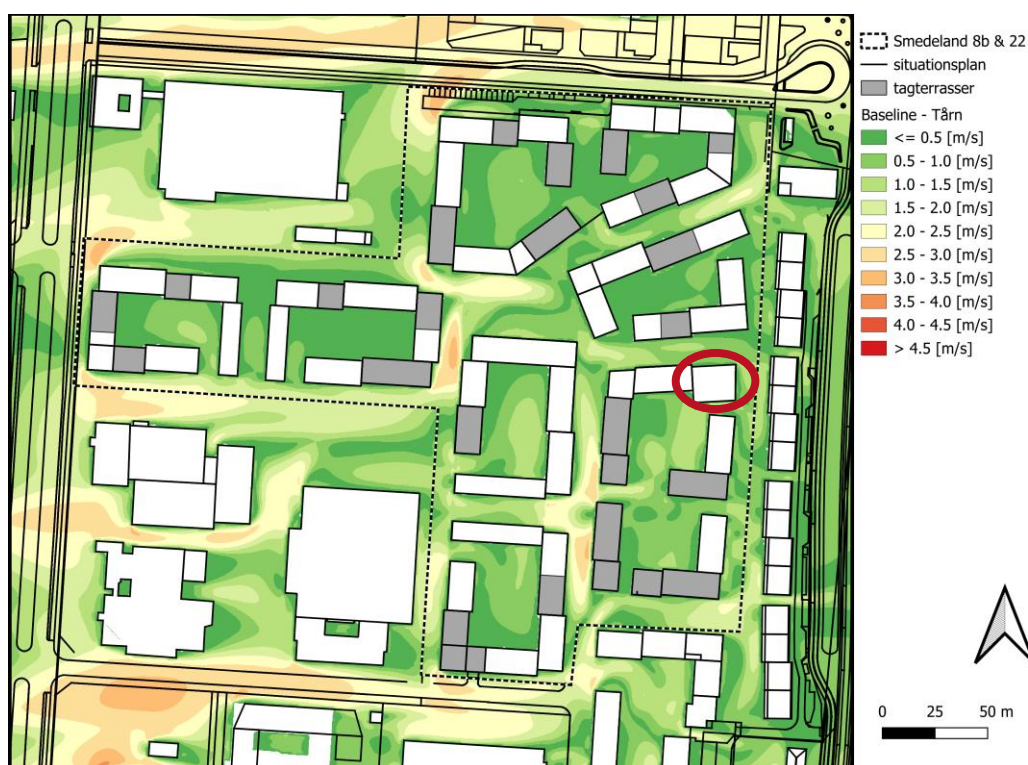 Smedeland 8b & 22
situationsplan
tagterrasser
Baseline - Tårn
<= 0.5 [m/s]
0.5 - 1.0 [m/s]
1.0 - 1.5 [m/s]
1.5 - 2.0 [m/s]
2.0 - 2.5 [m/s]
2.5 - 3.0 [m/s]
3.0 - 3.5 [m/s]
3.5 - 4.0 [m/s]
4.0 - 4.5 [m/s]
> 4.5 [m/s]
0 25 50 m